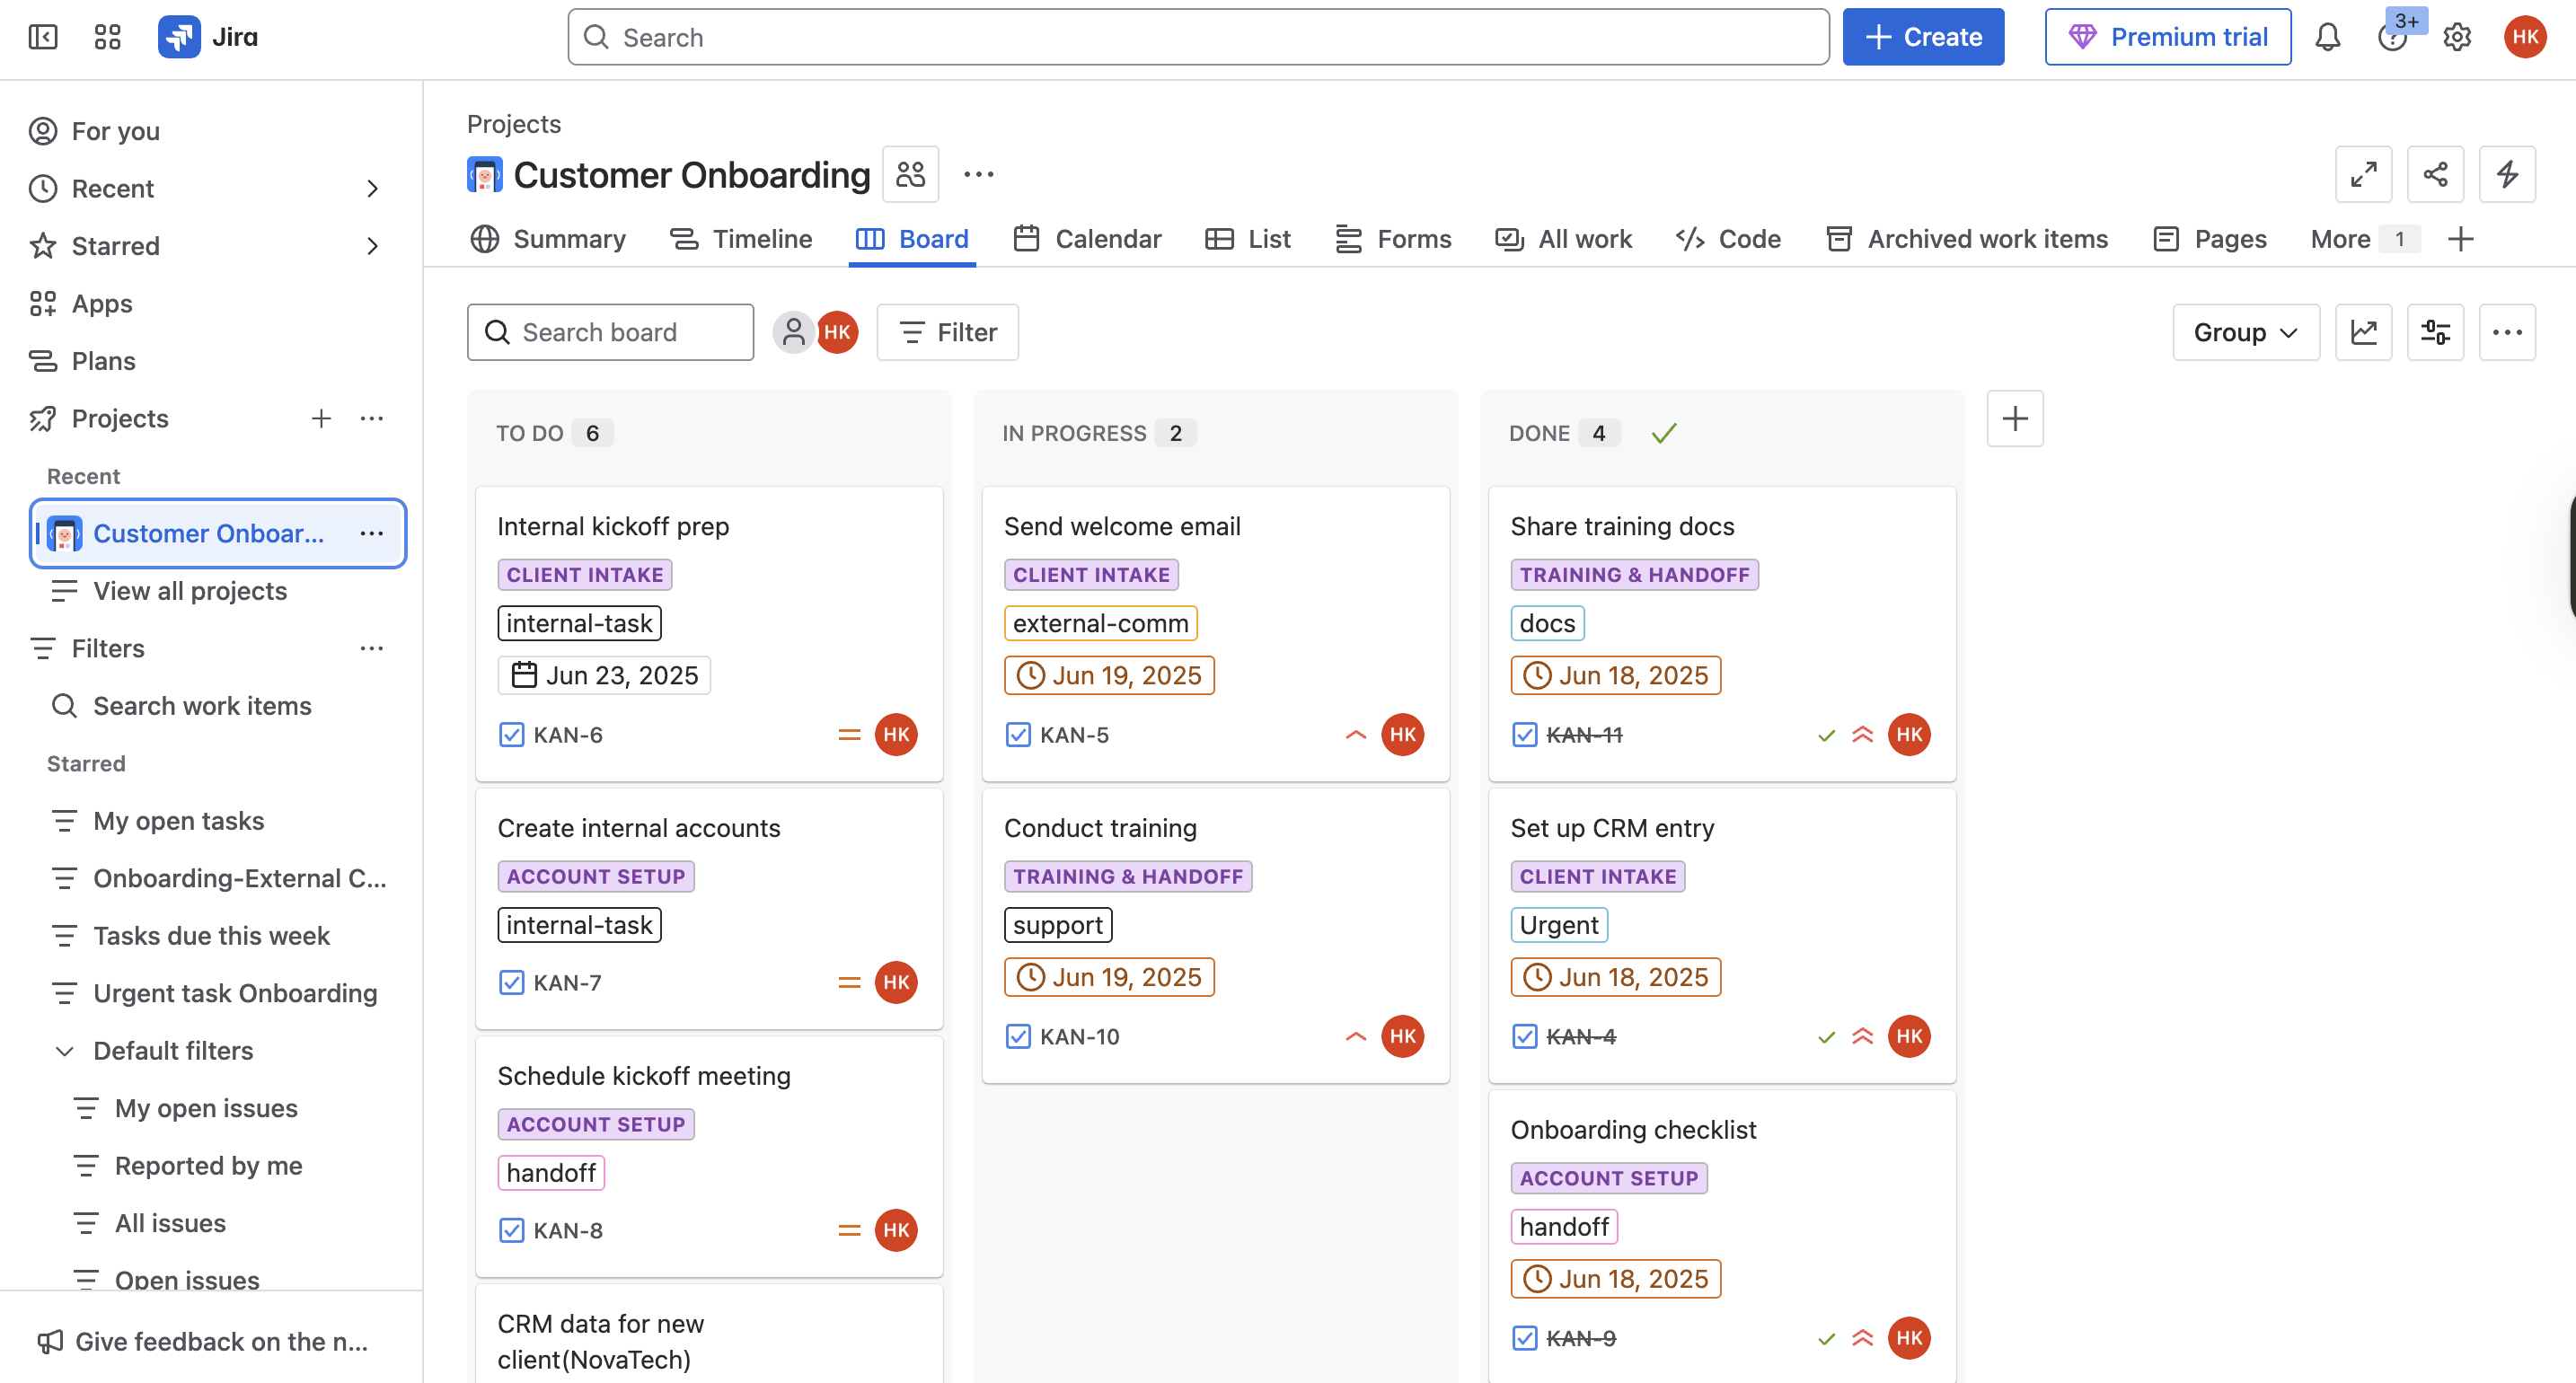 Jira
Search
Create
Premium trial
3+
HK
For you
Recent
Starred
Apps
Plans
Projects
Recent
Customer Onboar...
View all projects
Filters
Search work items
Starred
My open tasks
Onboarding-External C...
Tasks due this week
Urgent task Onboarding
Default filters
My open issues
Reported by me
All issues
Open issues
Give feedback on the n...
Projects
Customer Onboarding
Summary
Timeline
Board
Calendar
List
Forms
All work
Code
Archived work items
Pages
More 1
Search board
HK
Filter
Group
TO DO 6
Internal kickoff prep
CLIENT INTAKE
internal-task
Jun 23, 2025
KAN-6
HK
Create internal accounts
ACCOUNT SETUP
internal-task
KAN-7
HK
Schedule kickoff meeting
ACCOUNT SETUP
handoff
KAN-8
HK
CRM data for new
client(NovaTech)
IN PROGRESS 2
Send welcome email
CLIENT INTAKE
external-comm
Jun 19, 2025
KAN-5
HK
Conduct training
TRAINING & HANDOFF
support
Jun 19, 2025
KAN-10
HK
DONE 4
Share training docs
TRAINING & HANDOFF
docs
Jun 18, 2025
KAN-11
HK
Set up CRM entry
CLIENT INTAKE
Urgent
Jun 18, 2025
KAN-4
HK
Onboarding checklist
ACCOUNT SETUP
handoff
Jun 18, 2025
KAN-9
HK